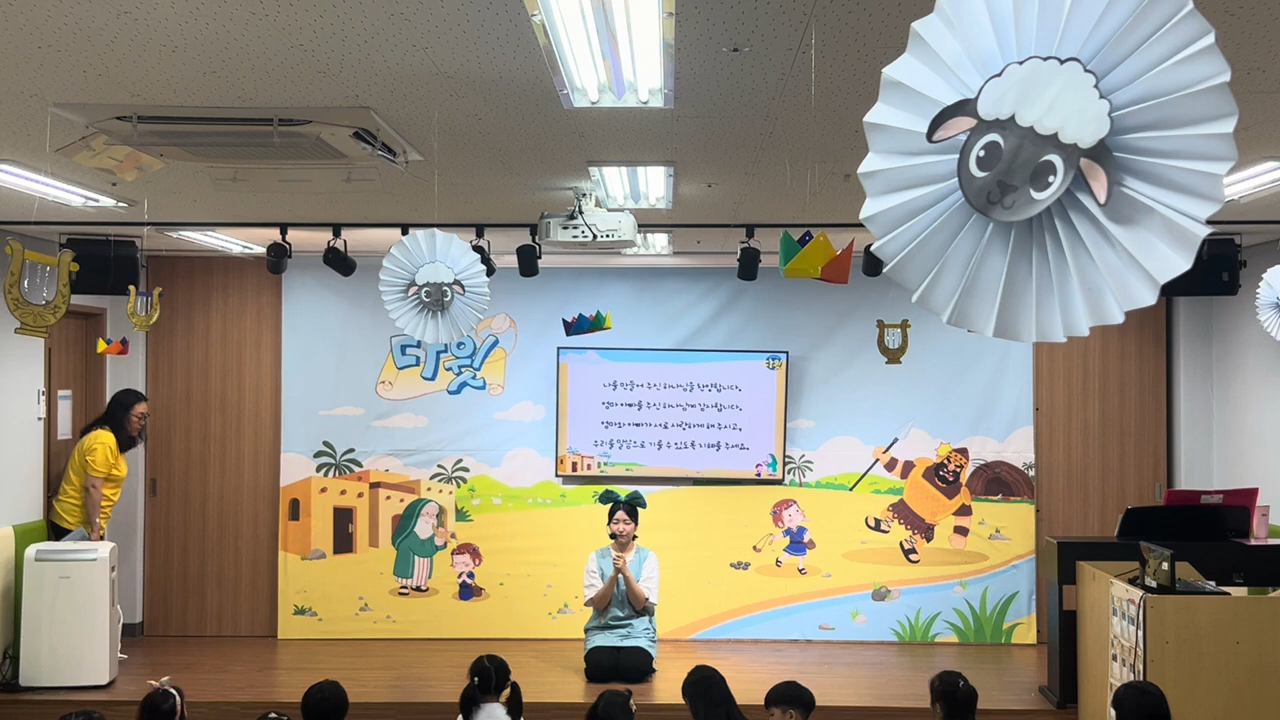 다윗
나를 만들어 주신 하나님을 찬양합니다.
엄마 아빠를 주신 하나님께 감사합니다.
엄마와 아빠가 서로 사랑하게 해 주시고,
우리를 말씀으로 기를 수 있도록 지혜를 주세요.